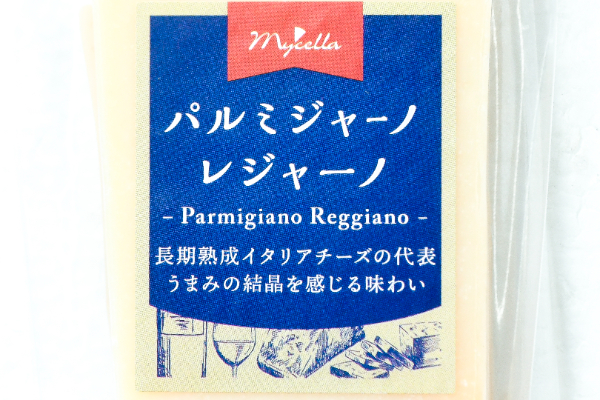 Mycella
パルミジャーノ
レジャーノ
– Parmigiano Reggiano –
長期熟成イタリアチーズの代表
うまみの結晶を感じる味わい